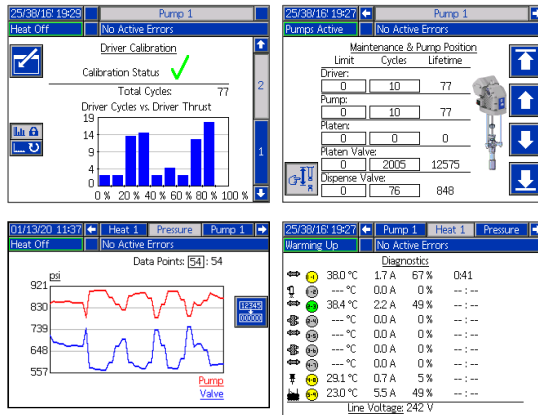 25/38/16! 19:29 Pump 1
Heat Off No Active Errors
Driver Calibration
Calibration Status
Total Cycles: 77
Driver Cycles vs. Driver Thrust
19
14
9
4
0
0 % 20 % 40 % 60 % 80 % 100 %
2
1
25/38/16! 19:27 Pump 1
Pumps Active No Active Errors
Maintenance & Pump Position
Limit Cycles Lifetime
Driver:
0 10 77
Pump:
0 10 77
Platen:
0 0 0
Platen Valve:
0 2005 12575
Dispense Valve:
0 76 848
01/13/20 11:37 Heat 1 Pressure Pump 1
Heat Off No Active Errors
Data Points: 54 : 54
psi
921
830
739
648
557
12345
00000
Pump
Valve
25/38/16! 19:27 Pump 1 Heat 1 Pressure
Warming Up No Active Errors
Diagnostics
38.0 °C 1.7 A 67 % 0:41
--- °C 0.0 A 0 % -- : --
38.4 °C 2.2 A 49 % -- : --
--- °C 0.0 A 0 % -- : --
--- °C 0.0 A 0 % -- : --
--- °C 0.0 A 0 % -- : --
--- °C 0.0 A 0 % -- : --
29.1 °C 0.7 A 5 % -- : --
23.0 °C 5.5 A 49 % -- : --
Line Voltage: 242 V